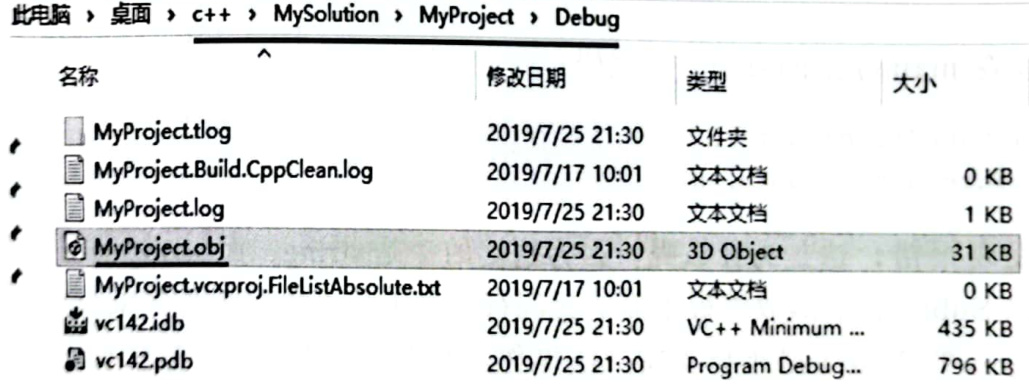 此电脑 › 桌面 › c++ › MySolution › MyProject › Debug
名称 修改日期 类型 大小
MyProject.tlog 2019/7/25 21:30 文件夹
MyProject.Build.CppClean.log 2019/7/17 10:01 文本文档 0 KB
MyProject.log 2019/7/25 21:30 文本文档 1 KB
MyProject.obj 2019/7/25 21:30 3D Object 31 KB
MyProject.vcxproj.FileListAbsolute.txt 2019/7/17 10:01 文本文档 0 KB
vc142.idb 2019/7/25 21:30 VC++ Minimum ... 435 KB
vc142.pdb 2019/7/25 21:30 Program Debug... 796 KB